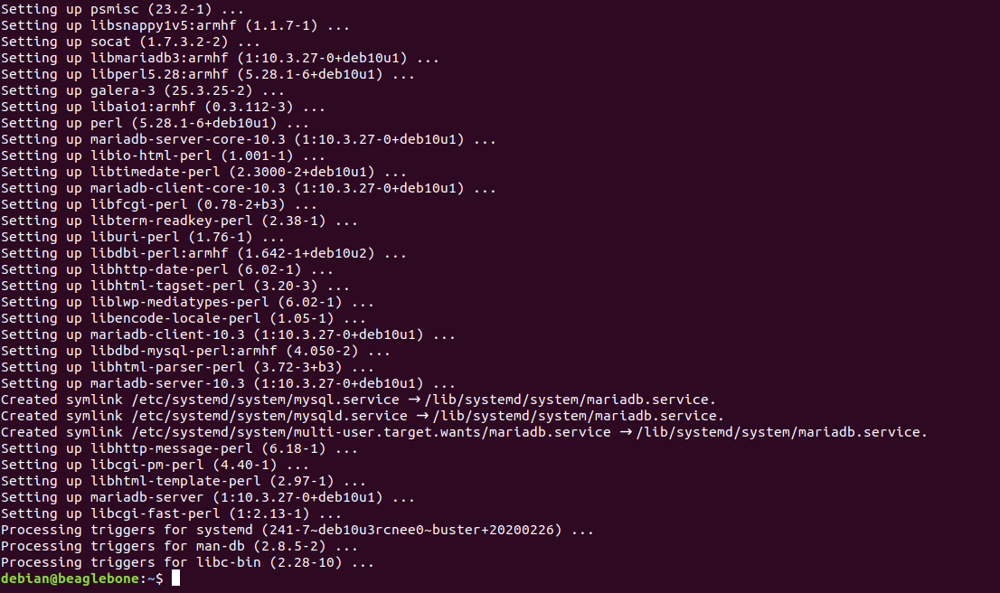 Setting up psmisc (23.2-1) ...
Setting up libsnappy1v5:armhf (1.1.7-1) ...
Setting up socat (1.7.3.2-2) ...
Setting up libmariadb3:armhf (1:10.3.27-0+deb10u1) ...
Setting up libperl5.28:armhf (5.28.1-6+deb10u1) ...
Setting up galera-3 (25.3.25-2) ...
Setting up libaio1:armhf (0.3.112-3) ...
Setting up perl (5.28.1-6+deb10u1) ...
Setting up mariadb-server-core-10.3 (1:10.3.27-0+deb10u1) ...
Setting up libio-html-perl (1.001-1) ...
Setting up libtimedate-perl (2.3000-2+deb10u1) ...
Setting up mariadb-client-core-10.3 (1:10.3.27-0+deb10u1) ...
Setting up libfcgi-perl (0.78-2+b3) ...
Setting up libterm-readkey-perl (2.38-1) ...
Setting up liburi-perl (1.76-1) ...
Setting up libdbi-perl:armhf (1.642-1+deb10u2) ...
Setting up libhttp-date-perl (6.02-1) ...
Setting up libhtml-tagset-perl (3.20-3) ...
Setting up liblwp-mediatypes-perl (6.02-1) ...
Setting up libencode-locale-perl (1.05-1) ...
Setting up mariadb-client-10.3 (1:10.3.27-0+deb10u1) ...
Setting up libdbd-mysql-perl:armhf (4.050-2) ...
Setting up libhtml-parser-perl (3.72-3+b3) ...
Setting up mariadb-server-10.3 (1:10.3.27-0+deb10u1) ...
Created symlink /etc/systemd/system/mysql.service → /lib/systemd/system/mariadb.service.
Created symlink /etc/systemd/system/mysqld.service → /lib/systemd/system/mariadb.service.
Created symlink /etc/systemd/system/multi-user.target.wants/mariadb.service → /lib/systemd/system/mariadb.service.
Setting up libhttp-message-perl (6.18-1) ...
Setting up libcgi-pm-perl (4.40-1) ...
Setting up libhtml-template-perl (2.97-1) ...
Setting up mariadb-server (1:10.3.27-0+deb10u1) ...
Setting up libcgi-fast-perl (1:2.13-1) ...
Processing triggers for systemd (241-7~deb10u3rcnee0~buster+20200226) ...
Processing triggers for man-db (2.8.5-2) ...
Processing triggers for libc-bin (2.28-10) ...
debian@beaglebone:~$